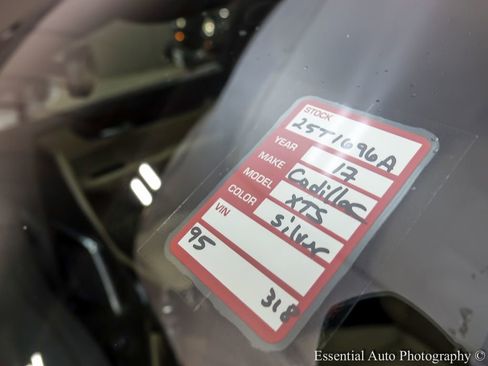 STOCK
25T1696A
YEAR 17
MAKE Cadillac
MODEL XTS
COLOR Silver
VIN
95 318
Essential Auto Photography ©